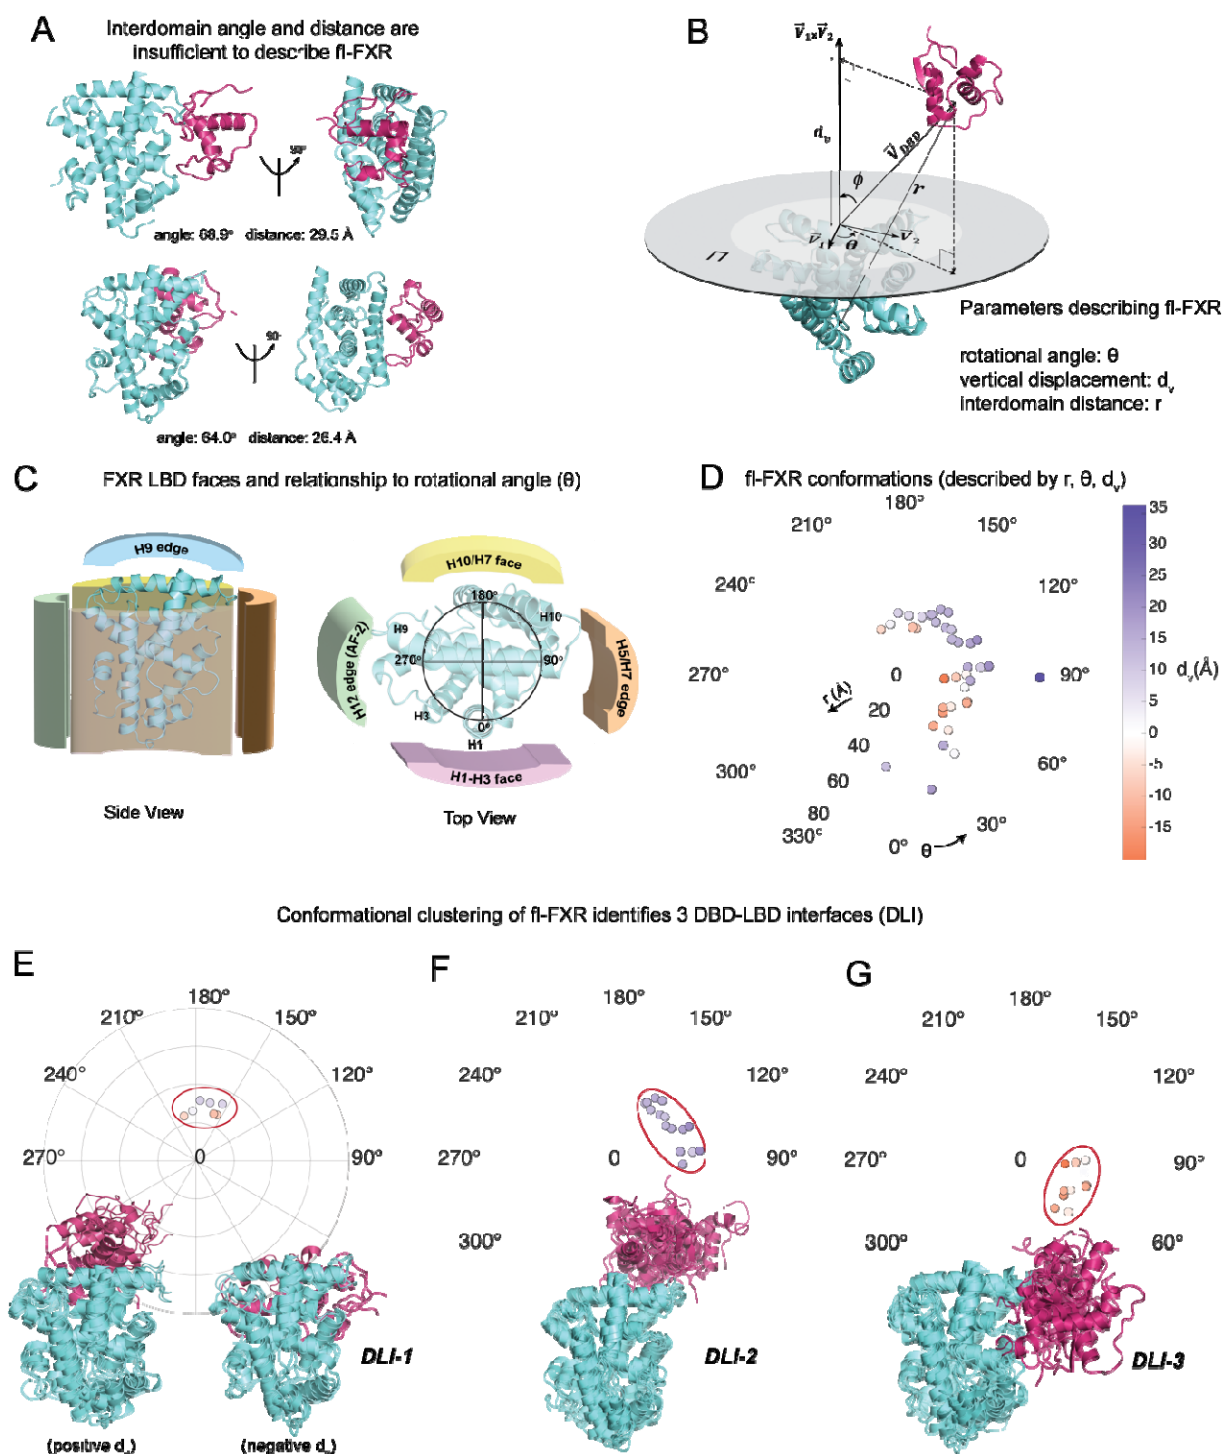 A
Interdomain angle and distance are
insufficient to describe fl-FXR
90°
angle: 68.9° distance: 29.5 Å
90°
angle: 64.0° distance: 26.4 Å
B
V⃗₁xV⃗₂
dᵥ
V⃗DBD
ϕ
r
V⃗₁
θ
V⃗₂
Π
Parameters describing fl-FXR
rotational angle: θ
vertical displacement: dᵥ
interdomain distance: r
C
FXR LBD faces and relationship to rotational angle (θ)
H9 edge
Side View
H10/H7 face
180°
H10
H9
H12 edge (AF-2)
270°
90°
H5/H7 edge
H3
0°
H1
H1-H3 face
Top View
D
fl-FXR conformations (described by r, θ, dᵥ)
180°
210°
150°
240°
120°
270°
0
90°
r (Å)
20
40
60
80
300°
60°
330°
0°
θ
30°
35
30
25
20
15
10
5
0
-5
-10
-15
dᵥ(Å)
Conformational clustering of fl-FXR identifies 3 DBD-LBD interfaces (DLI)
E
180°
210°
150°
240°
120°
270°
0
90°
DLI-1
(positive dᵥ)
(negative dᵥ)
F
180°
210°
150°
240°
120°
270°
0
90°
300°
DLI-2
G
180°
210°
150°
240°
120°
270°
0
90°
300°
60°
DLI-3